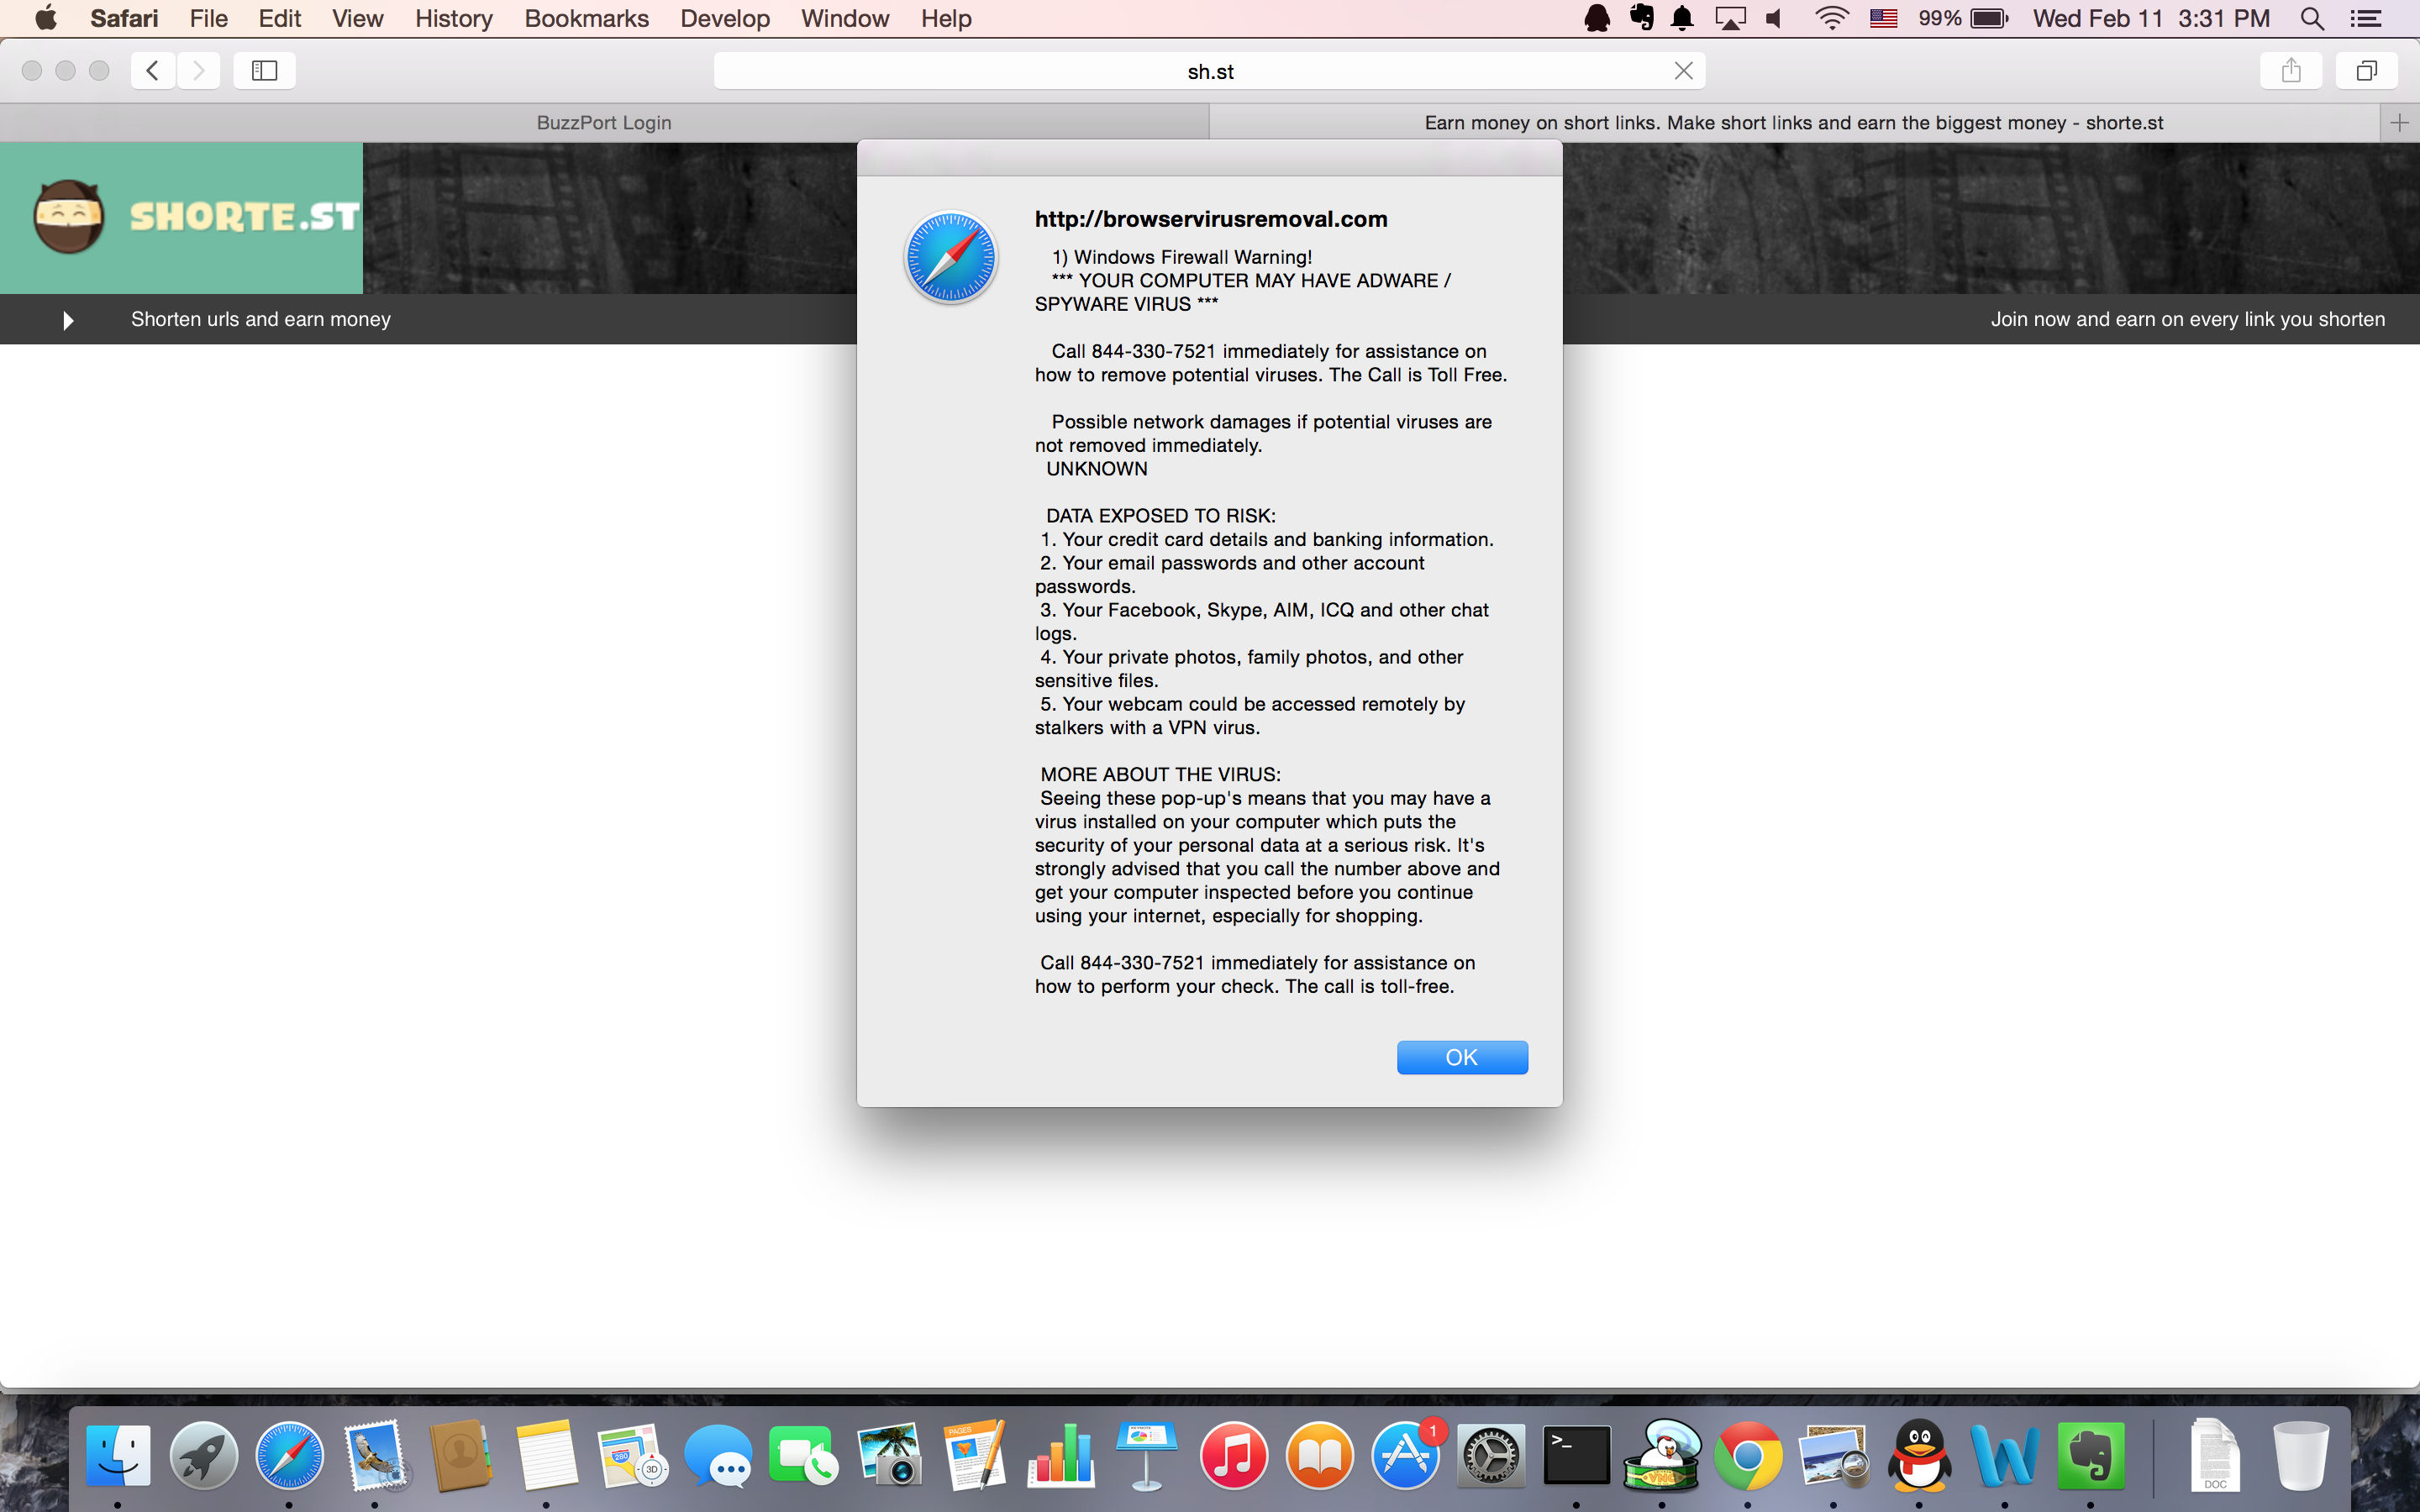 Safari File Edit View History Bookmarks Develop Window Help 99% Wed Feb 11 3:31 PM
sh.st
BuzzPort Login
Earn money on short links. Make short links and earn the biggest money - shorte.st
SHORTE.ST
Shorten urls and earn money
Join now and earn on every link you shorten
http://browservirusremoval.com
1) Windows Firewall Warning!
*** YOUR COMPUTER MAY HAVE ADWARE /
SPYWARE VIRUS ***
Call 844-330-7521 immediately for assistance on
how to remove potential viruses. The Call is Toll Free.
Possible network damages if potential viruses are
not removed immediately.
UNKNOWN
DATA EXPOSED TO RISK:
1. Your credit card details and banking information.
2. Your email passwords and other account
passwords.
3. Your Facebook, Skype, AIM, ICQ and other chat
logs.
4. Your private photos, family photos, and other
sensitive files.
5. Your webcam could be accessed remotely by
stalkers with a VPN virus.
MORE ABOUT THE VIRUS:
Seeing these pop-up's means that you may have a
virus installed on your computer which puts the
security of your personal data at a serious risk. It's
strongly advised that you call the number above and
get your computer inspected before you continue
using your internet, especially for shopping.
Call 844-330-7521 immediately for assistance on
how to perform your check. The call is toll-free.
OK
PAGES
280
3D
1
>_
DOC